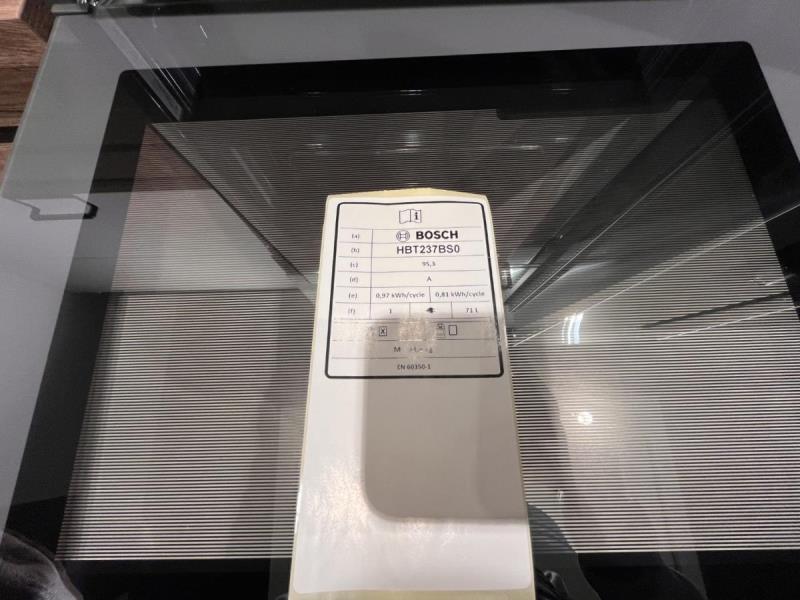 i
(a) BOSCH
(b) HBT237BS0
(c) 95,3
(d) A
(e) 0,97 kWh/cycle 0,81 kWh/cycle
(f) 1 71 l
X
EN 60350-1